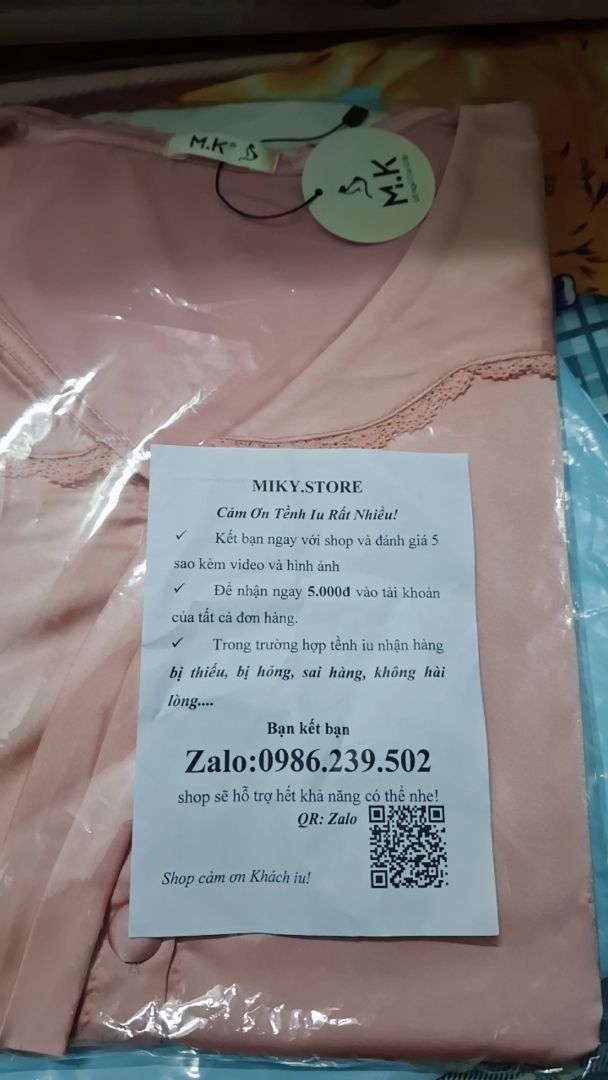 M.K®
M.K
MIKY.STORE
Cảm Ơn Tềnh Iu Rất Nhiều!
✓ Kết bạn ngay với shop và đánh giá 5
sao kèm video và hình ảnh
✓ Để nhận ngay 5.000đ vào tài khoản
của tất cả đơn hàng.
✓ Trong trường hợp tềnh iu nhận hàng
bị thiếu, bị hỏng, sai hàng, không hài
lòng....
Bạn kết bạn
Zalo:0986.239.502
shop sẽ hỗ trợ hết khả năng có thể nhe!
QR: Zalo
Shop cảm ơn Khách iu!